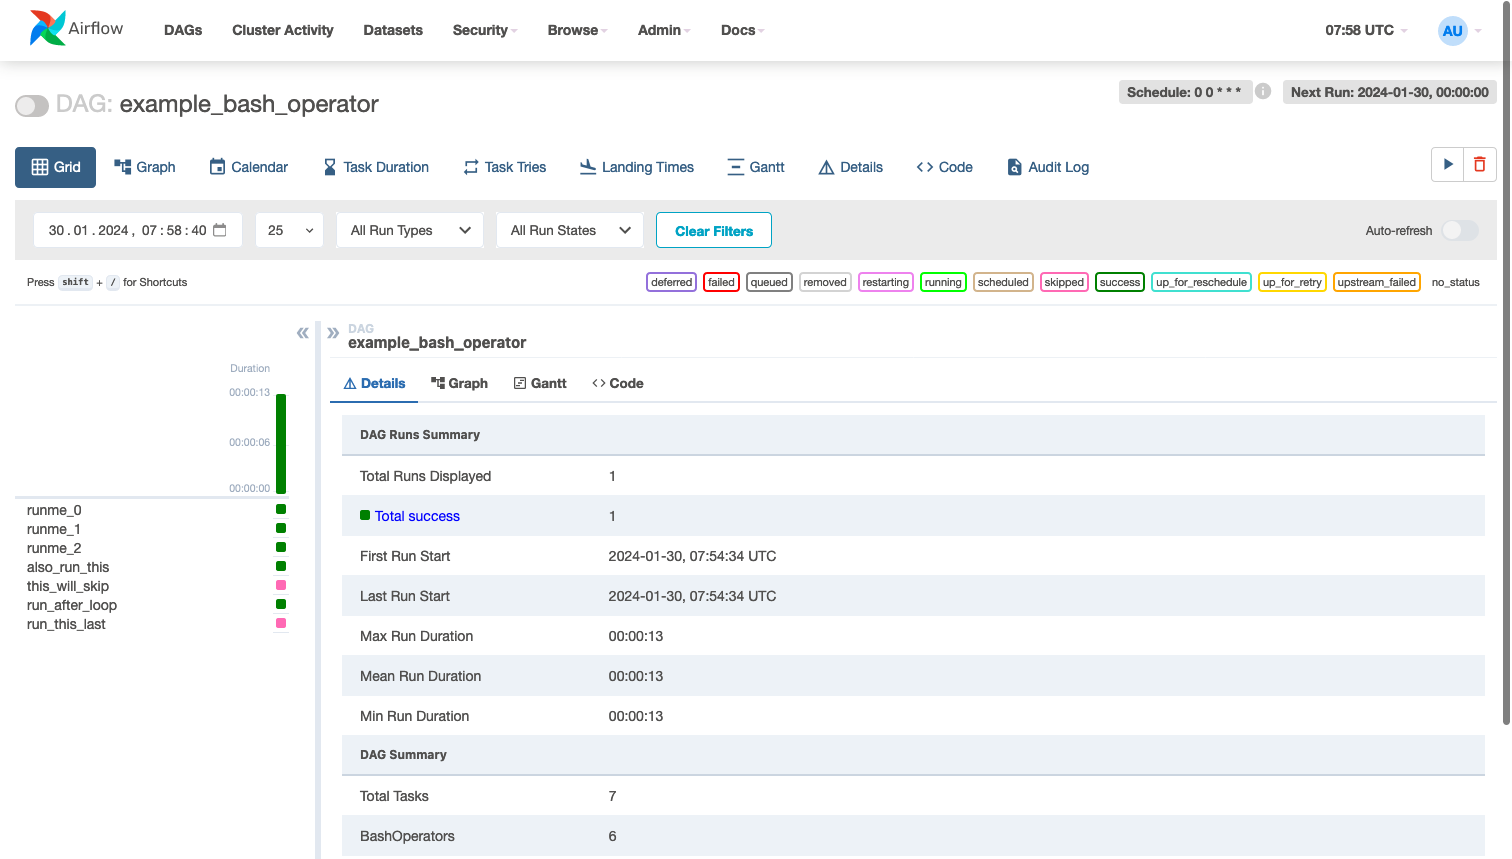 Airflow DAGs Cluster Activity Datasets Security Browse Admin Docs 07:58 UTC AU
DAG: example_bash_operator Schedule: 0 0 * * * i Next Run: 2024-01-30, 00:00:00
Grid Graph Calendar Task Duration Task Tries Landing Times Gantt Details Code Audit Log
30.01.2024, 07:58:40 25 All Run Types All Run States Clear Filters Auto-refresh
Press shift + / for Shortcuts deferred failed queued removed restarting running scheduled skipped success up_for_reschedule up_for_retry upstream_failed no_status
Duration
00:00:13
00:00:06
00:00:00
runme_0
runme_1
runme_2
also_run_this
this_will_skip
run_after_loop
run_this_last
DAG
example_bash_operator
Details Graph Gantt Code
DAG Runs Summary
Total Runs Displayed 1
Total success 1
First Run Start 2024-01-30, 07:54:34 UTC
Last Run Start 2024-01-30, 07:54:34 UTC
Max Run Duration 00:00:13
Mean Run Duration 00:00:13
Min Run Duration 00:00:13
DAG Summary
Total Tasks 7
BashOperators 6